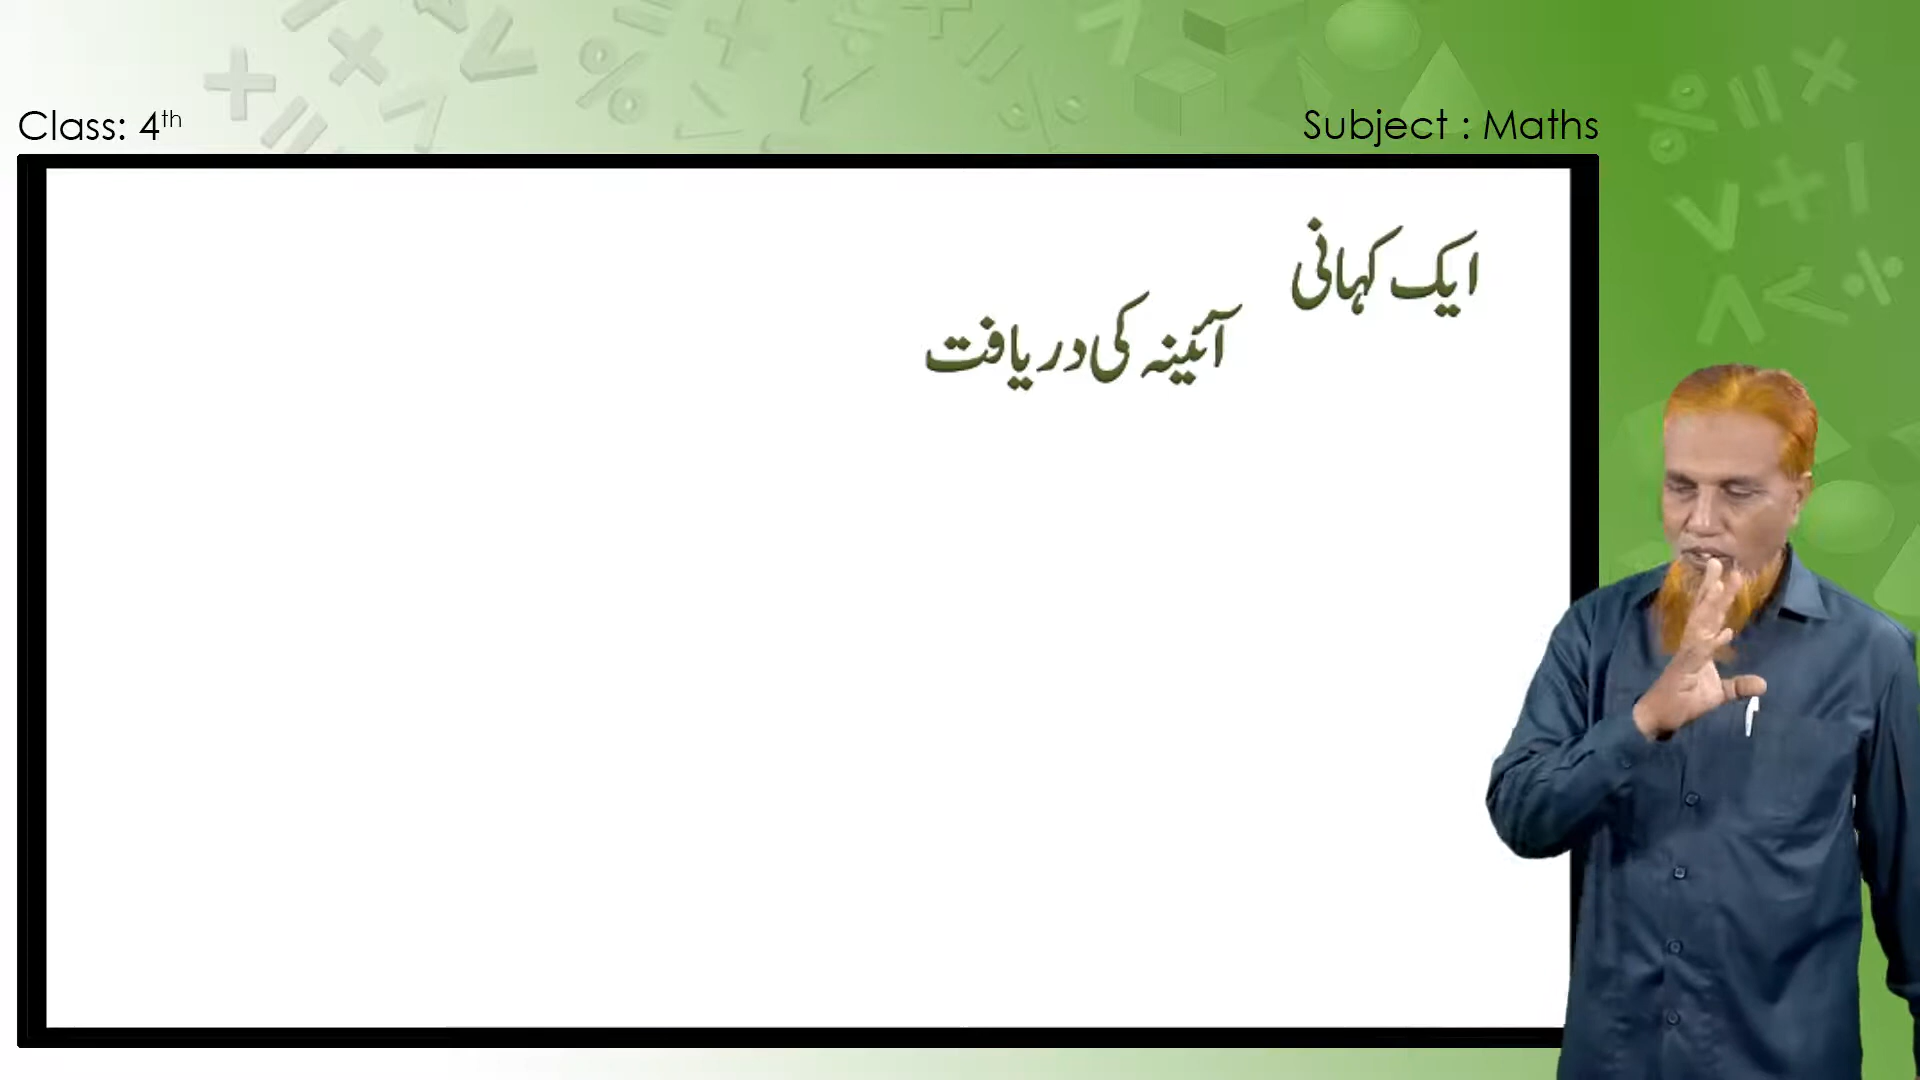 Class: 4th
Subject : Maths
ایک کہانی
آئینہ کی دریافت